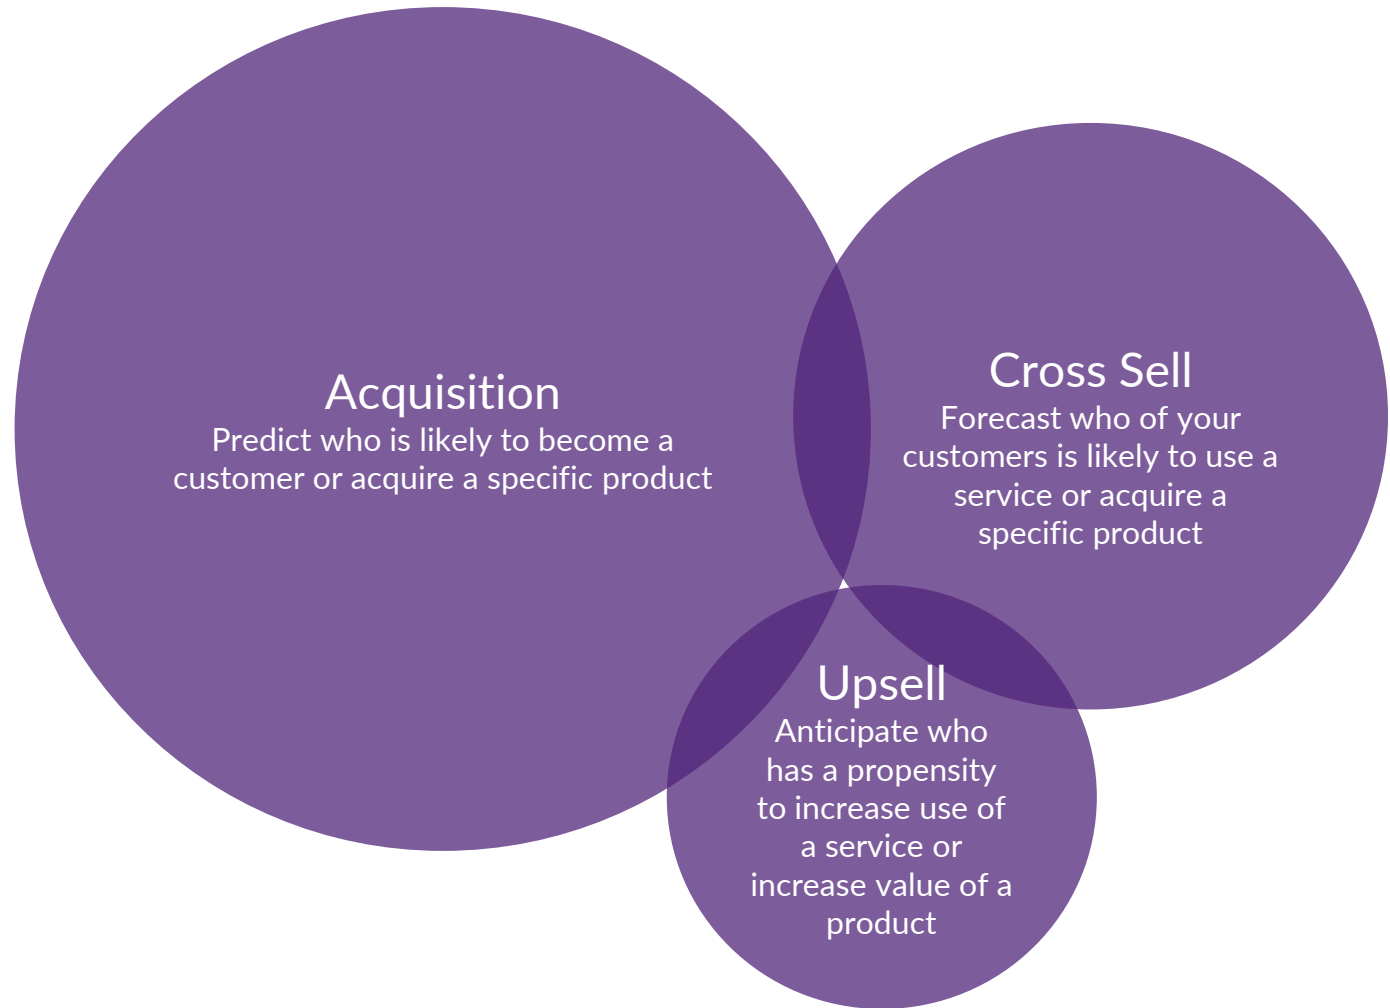 Acquisition
Predict who is likely to become a
customer or acquire a specific product
Cross Sell
Forecast who of your
customers is likely to use a
service or acquire a
specific product
Upsell
Anticipate who
has a propensity
to increase use of
a service or
increase value of a
product